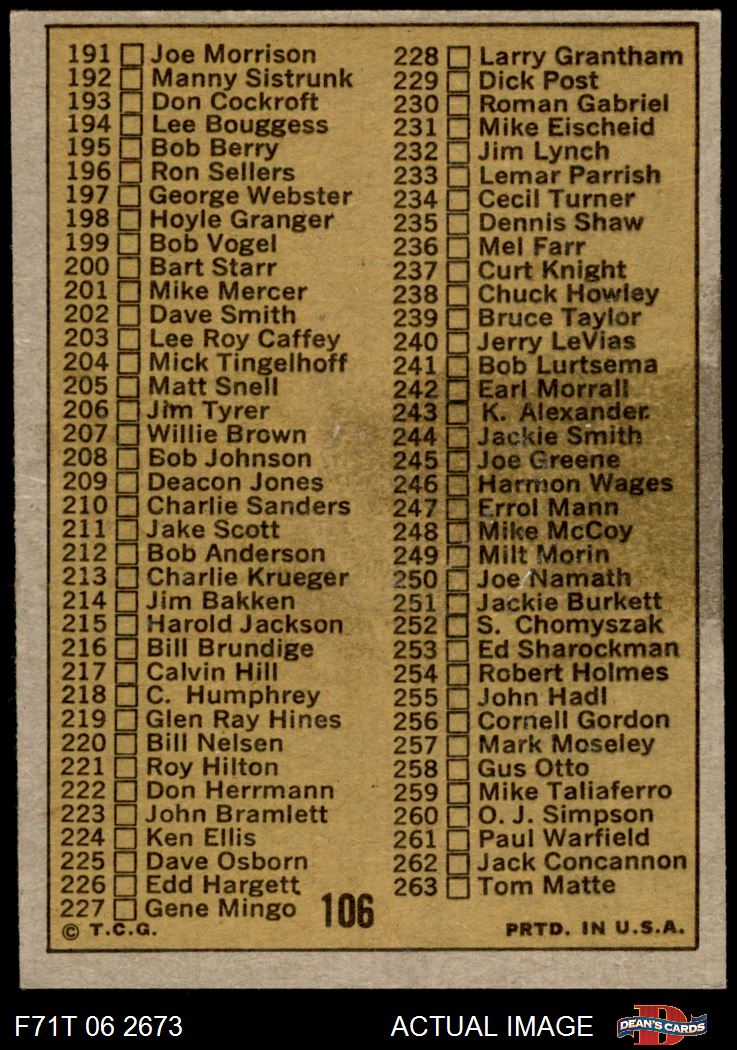 191 Joe Morrison
192 Manny Sistrunk
193 Don Cockroft
194 Lee Bouggess
195 Bob Berry
196 Ron Sellers
197 George Webster
198 Hoyle Granger
199 Bob Vogel
200 Bart Starr
201 Mike Mercer
202 Dave Smith
203 Lee Roy Caffey
204 Mick Tingelhoff
205 Matt Snell
206 Jim Tyrer
207 Willie Brown
208 Bob Johnson
209 Deacon Jones
210 Charlie Sanders
211 Jake Scott
212 Bob Anderson
213 Charlie Krueger
214 Jim Bakken
215 Harold Jackson
216 Bill Brundige
217 Calvin Hill
218 C. Humphrey
219 Glen Ray Hines
220 Bill Nelsen
221 Roy Hilton
222 Don Herrmann
223 John Bramlett
224 Ken Ellis
225 Dave Osborn
226 Edd Hargett
227 Gene Mingo
© T.C.G.
106
228 Larry Grantham
229 Dick Post
230 Roman Gabriel
231 Mike Eischeid
232 Jim Lynch
233 Lemar Parrish
234 Cecil Turner
235 Dennis Shaw
236 Mel Farr
237 Curt Knight
238 Chuck Howley
239 Bruce Taylor
240 Jerry LeVias
241 Bob Lurtsema
242 Earl Morrall
243 K. Alexander
244 Jackie Smith
245 Joe Greene
246 Harmon Wages
247 Errol Mann
248 Mike McCoy
249 Milt Morin
250 Joe Namath
251 Jackie Burkett
252 S. Chomyszak
253 Ed Sharockman
254 Robert Holmes
255 John Hadl
256 Cornell Gordon
257 Mark Moseley
258 Gus Otto
259 Mike Taliaferro
260 O. J. Simpson
261 Paul Warfield
262 Jack Concannon
263 Tom Matte
PRTD. IN U.S.A.
F71T 06 2673
ACTUAL IMAGE
DEAN'S CARDS